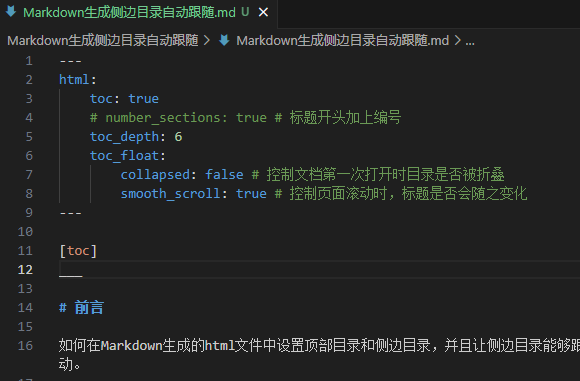 Markdown生成侧边目录自动跟随.md U ×
Markdown生成侧边目录自动跟随 > Markdown生成侧边目录自动跟随.md > ...
1 ---
2 html:
3 toc: true
4 # number_sections: true # 标题开头加上编号
5 toc_depth: 6
6 toc_float:
7 collapsed: false # 控制文档第一次打开时目录是否被折叠
8 smooth_scroll: true # 控制页面滚动时，标题是否会随之变化
9 ---
10
11 [toc]
12 ___
13
14 # 前言
15
16 如何在Markdown生成的html文件中设置顶部目录和侧边目录，并且让侧边目录能够跟
动。
17